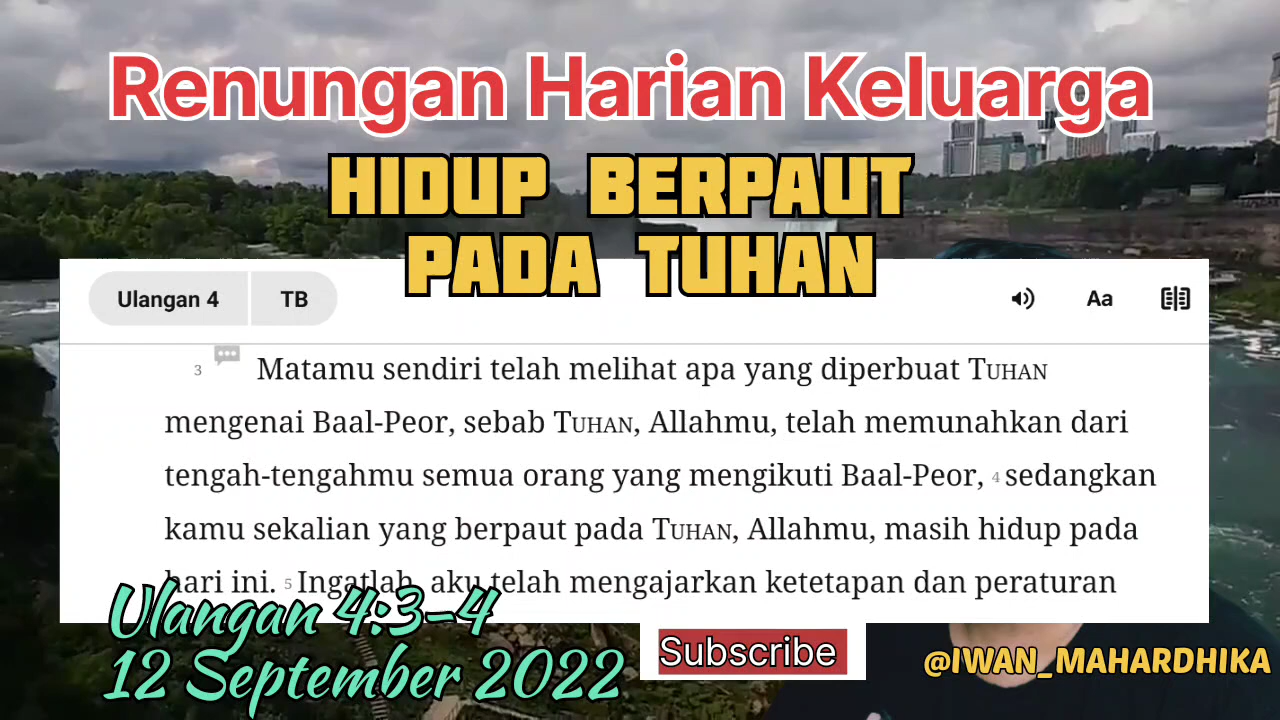 Renungan Harian Keluarga
HIDUP BERPAUT
PADA TUHAN
Ulangan 4 TB Aa
3 Matamu sendiri telah melihat apa yang diperbuat TUHAN
mengenai Baal-Peor, sebab TUHAN, Allahmu, telah memunahkan dari
tengah-tengahmu semua orang yang mengikuti Baal-Peor, 4 sedangkan
kamu sekalian yang berpaut pada TUHAN, Allahmu, masih hidup pada
hari ini. 5 Ingatlah, aku telah mengajarkan ketetapan dan peraturan
Ulangan 4:3-4
12 September 2022
Subscribe
@IWAN_MAHARDHIKA